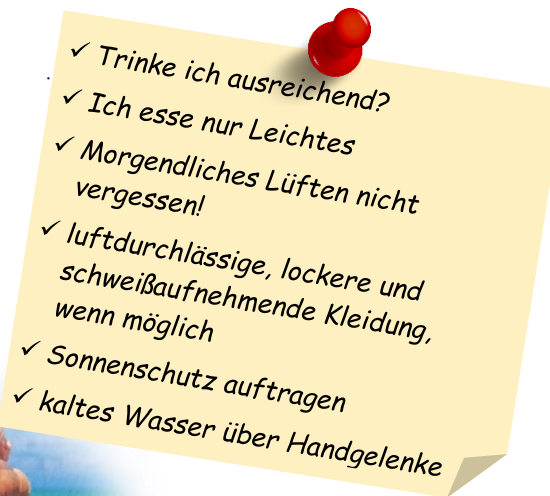 ✓ Trinke ich ausreichend?
✓ Ich esse nur Leichtes
✓ Morgendliches Lüften nicht
vergessen!
✓ luftdurchlässige, lockere und
schweißaufnehmende Kleidung,
wenn möglich
✓ Sonnenschutz auftragen
✓ kaltes Wasser über Handgelenke